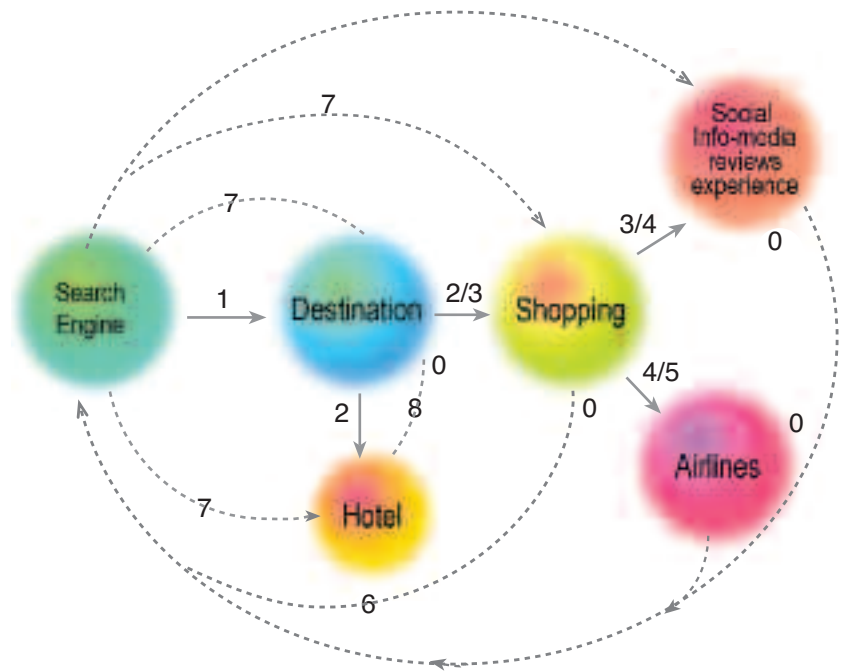 7
Social
Info-media
reviews
experience
7
3/4
0
Search
Engine
1
Destination
2/3
Shopping
0
4/5
2
8
0
0
Airlines
Hotel
7
6